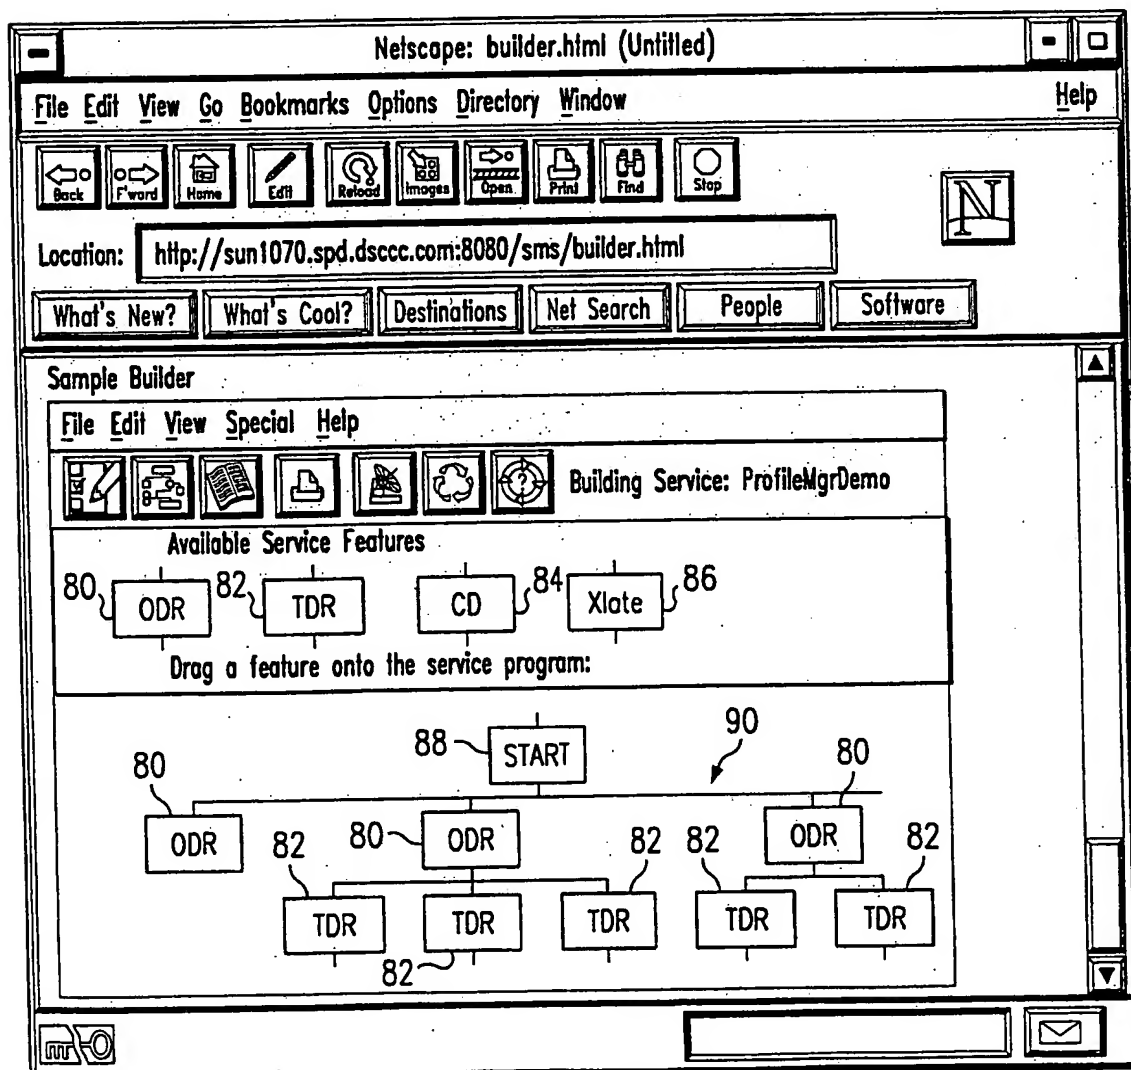 Netscape: builder.html (Untitled)
File Edit View Go Bookmarks Options Directory Window Help
Back F'ward Home Edit Reload Images Open Print Find Stop
N
Location: http://sun1070.spd.dsccc.com:8080/sms/builder.html
What's New? What's Cool? Destinations Net Search People Software
Sample Builder
File Edit View Special Help
? Building Service: ProfileMgrDemo
Available Service Features
80 ODR 82 TDR CD 84 Xlate 86
Drag a feature onto the service program:
88 START 90
80 80
ODR 80 ODR ODR
82 82 82 82
TDR TDR TDR TDR TDR
82